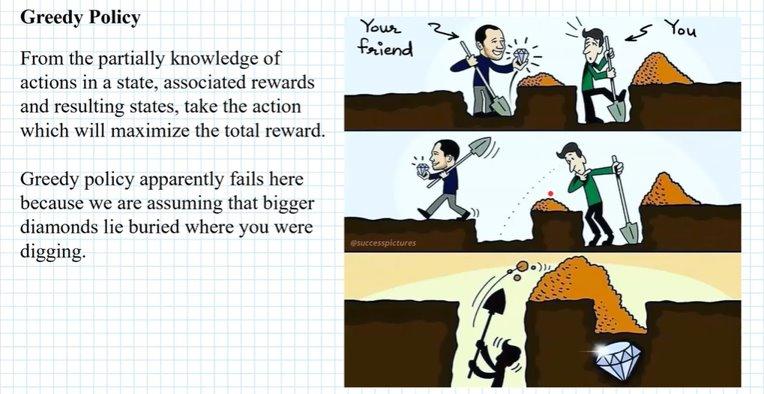 Greedy Policy
From the partially knowledge of
actions in a state, associated rewards
and resulting states, take the action
which will maximize the total reward.
Greedy policy apparently fails here
because we are assuming that bigger
diamonds lie buried where you were
digging.
Your
friend
You
@successpictures